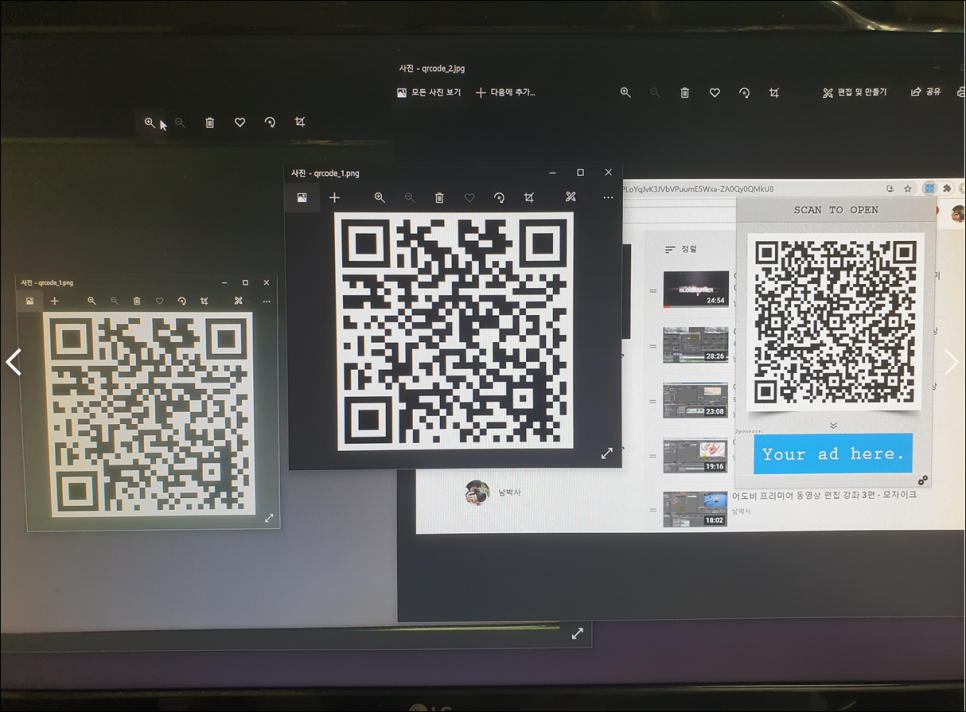 사진 - qrcode_2.jpg
모든 사진 보기
다음에 추가...
편집 및 만들기
공유
사진 - qrcode_1.png
PLoYqJvK3JVbVPuumE5Wxa-ZA0Qy0QMkU8
SCAN TO OPEN
정렬
사진 - qrcode_1.png
24:54
28:26
23:08
19:16
Sponsors:
Your ad here.
남박사
아도비 프리미어 동영상 편집 강좌 3편 - 모자이크
18:02
남박사
LG